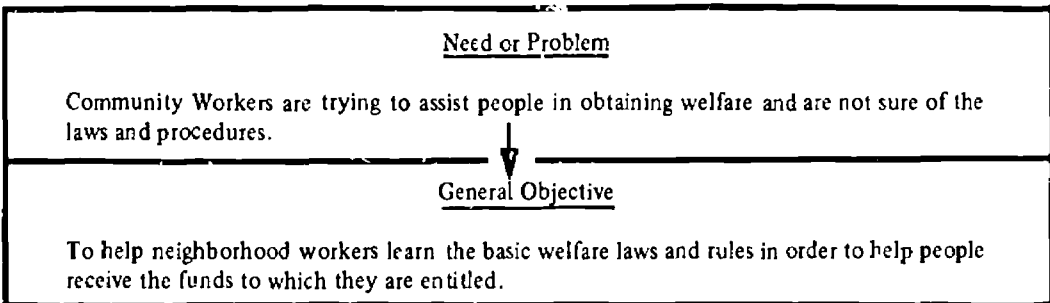 Need or Problem
Community Workers are trying to assist people in obtaining welfare and are not sure of the
laws and procedures.
General Objective
To help neighborhood workers learn the basic welfare laws and rules in order to help people
receive the funds to which they are entitled.